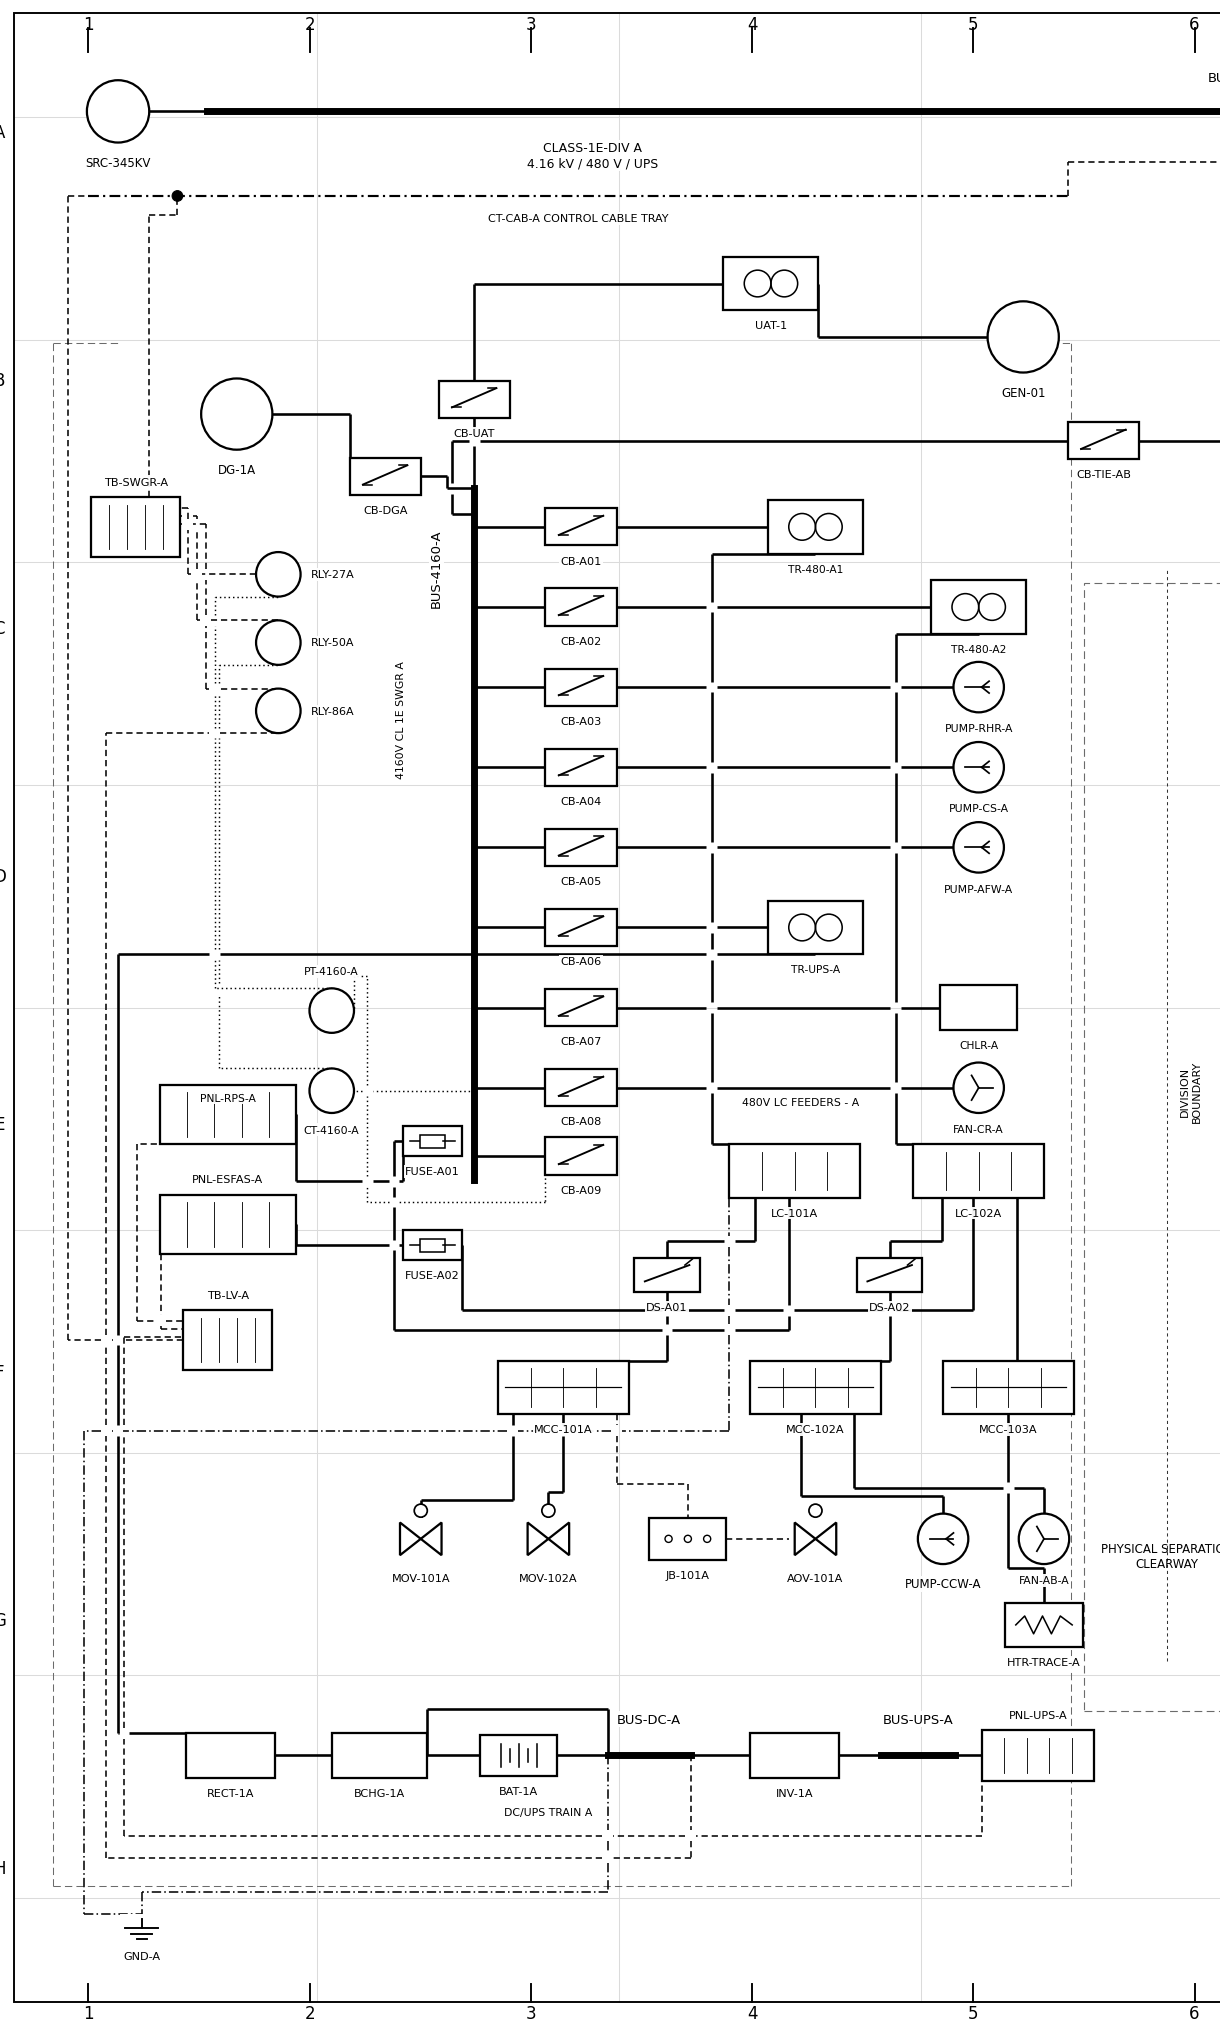 1 2 3 4 5 6
A
SRC-345KV
CLASS-1E-DIV A
4.16 kV / 480 V / UPS
CT-CAB-A CONTROL CABLE TRAY
UAT-1
GEN-01
CB-UAT
DG-1A
CB-TIE-AB
TB-SWGR-A
CB-DGA
BUS-4160-A
CB-A01
TR-480-A1
RLY-27A
C
CB-A02
RLY-50A
TR-480-A2
4160V CL 1E SWGR A
RLY-86A
CB-A03
PUMP-RHR-A
CB-A04
PUMP-CS-A
D
CB-A05
PUMP-AFW-A
CB-A06
TR-UPS-A
PT-4160-A
CB-A07
CHLR-A
DIVISION
BOUNDARY
PNL-RPS-A
480V LC FEEDERS - A
E
CB-A08
CT-4160-A
FAN-CR-A
FUSE-A01
PNL-ESFAS-A
CB-A09
LC-101A
LC-102A
FUSE-A02
TB-LV-A
DS-A01
DS-A02
MCC-101A
MCC-102A
MCC-103A
PHYSICAL SEPARATIO
CLEARWAY
MOV-101A
MOV-102A
JB-101A
AOV-101A
PUMP-CCW-A
FAN-AB-A
G
HTR-TRACE-A
BUS-DC-A
BUS-UPS-A
PNL-UPS-A
RECT-1A
BCHG-1A
BAT-1A
INV-1A
DC/UPS TRAIN A
H
GND-A
1 2 3 4 5 6